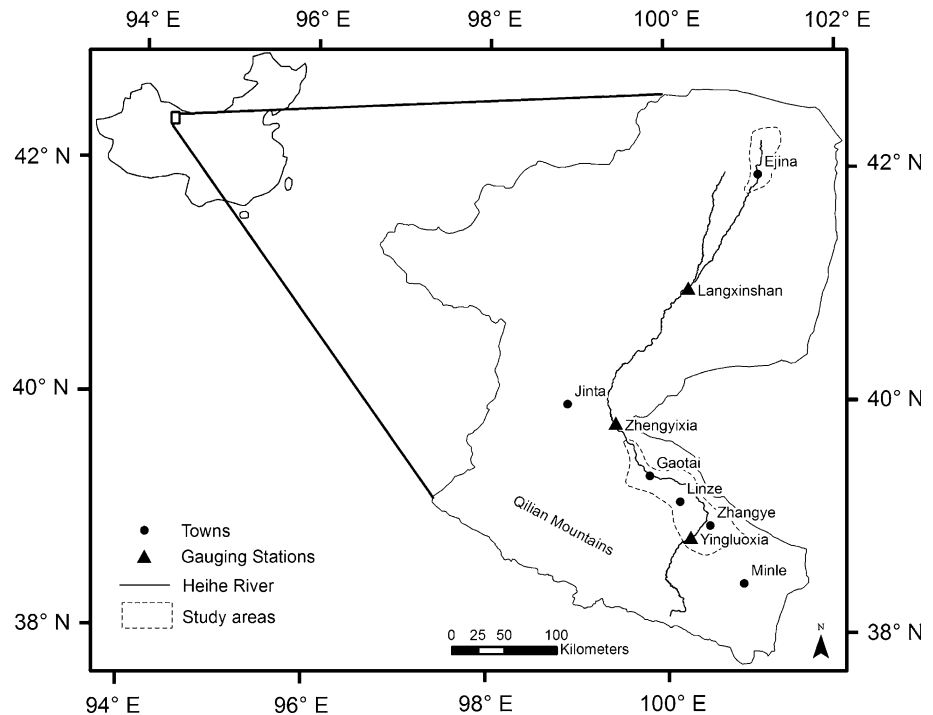 94° E 96° E 98° E 100° E 102° E
42° N
42° N
Ejina
Langxinshan
40° N
40° N
Jinta
Zhengyixia
Gaotai
Linze
Zhangye
Yingluoxia
Qilian Mountains
Minle
Towns
Gauging Stations
Heihe River
Study areas
38° N
38° N
0 25 50 100
Kilometers
N
94° E 96° E 98° E 100° E